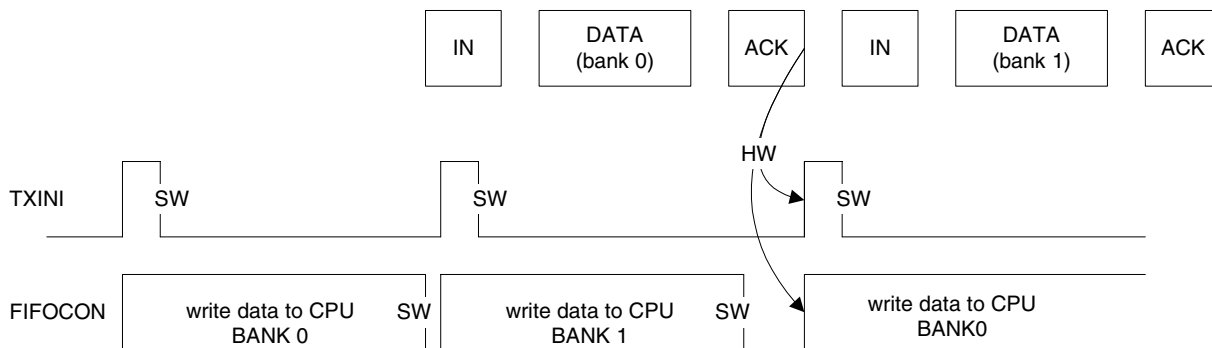 IN
DATA
(bank 0)
ACK
IN
DATA
(bank 1)
ACK
HW
TXINI
SW
SW
SW
FIFOCON
write data to CPU
BANK 0
SW
write data to CPU
BANK 1
SW
write data to CPU
BANK0